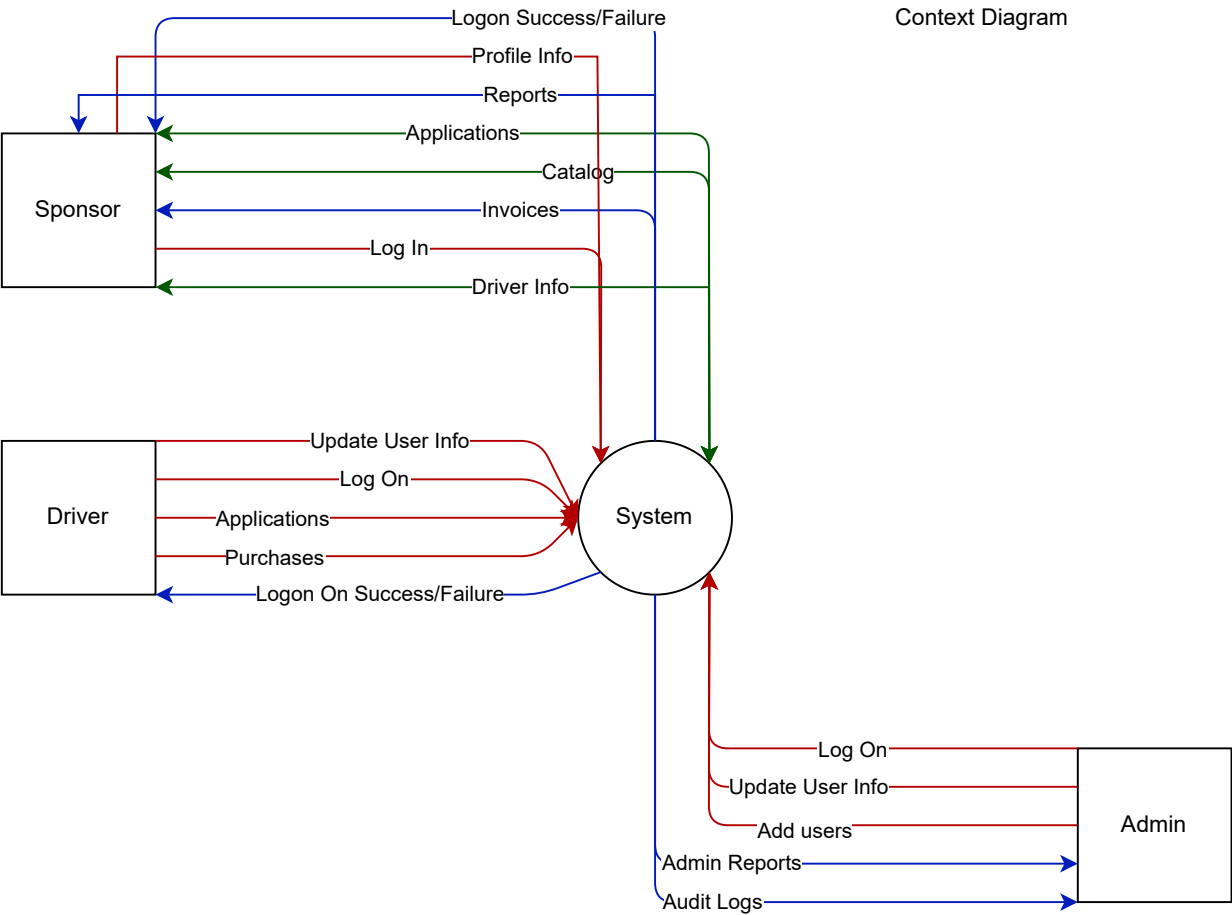 Logon Success/Failure
Context Diagram
Profile Info
Reports
Applications
Catalog
Sponsor
Invoices
Log In
Driver Info
Update User Info
Log On
Driver
Applications
System
Purchases
Logon On Success/Failure
Log On
Update User Info
Add users
Admin
Admin Reports
Audit Logs